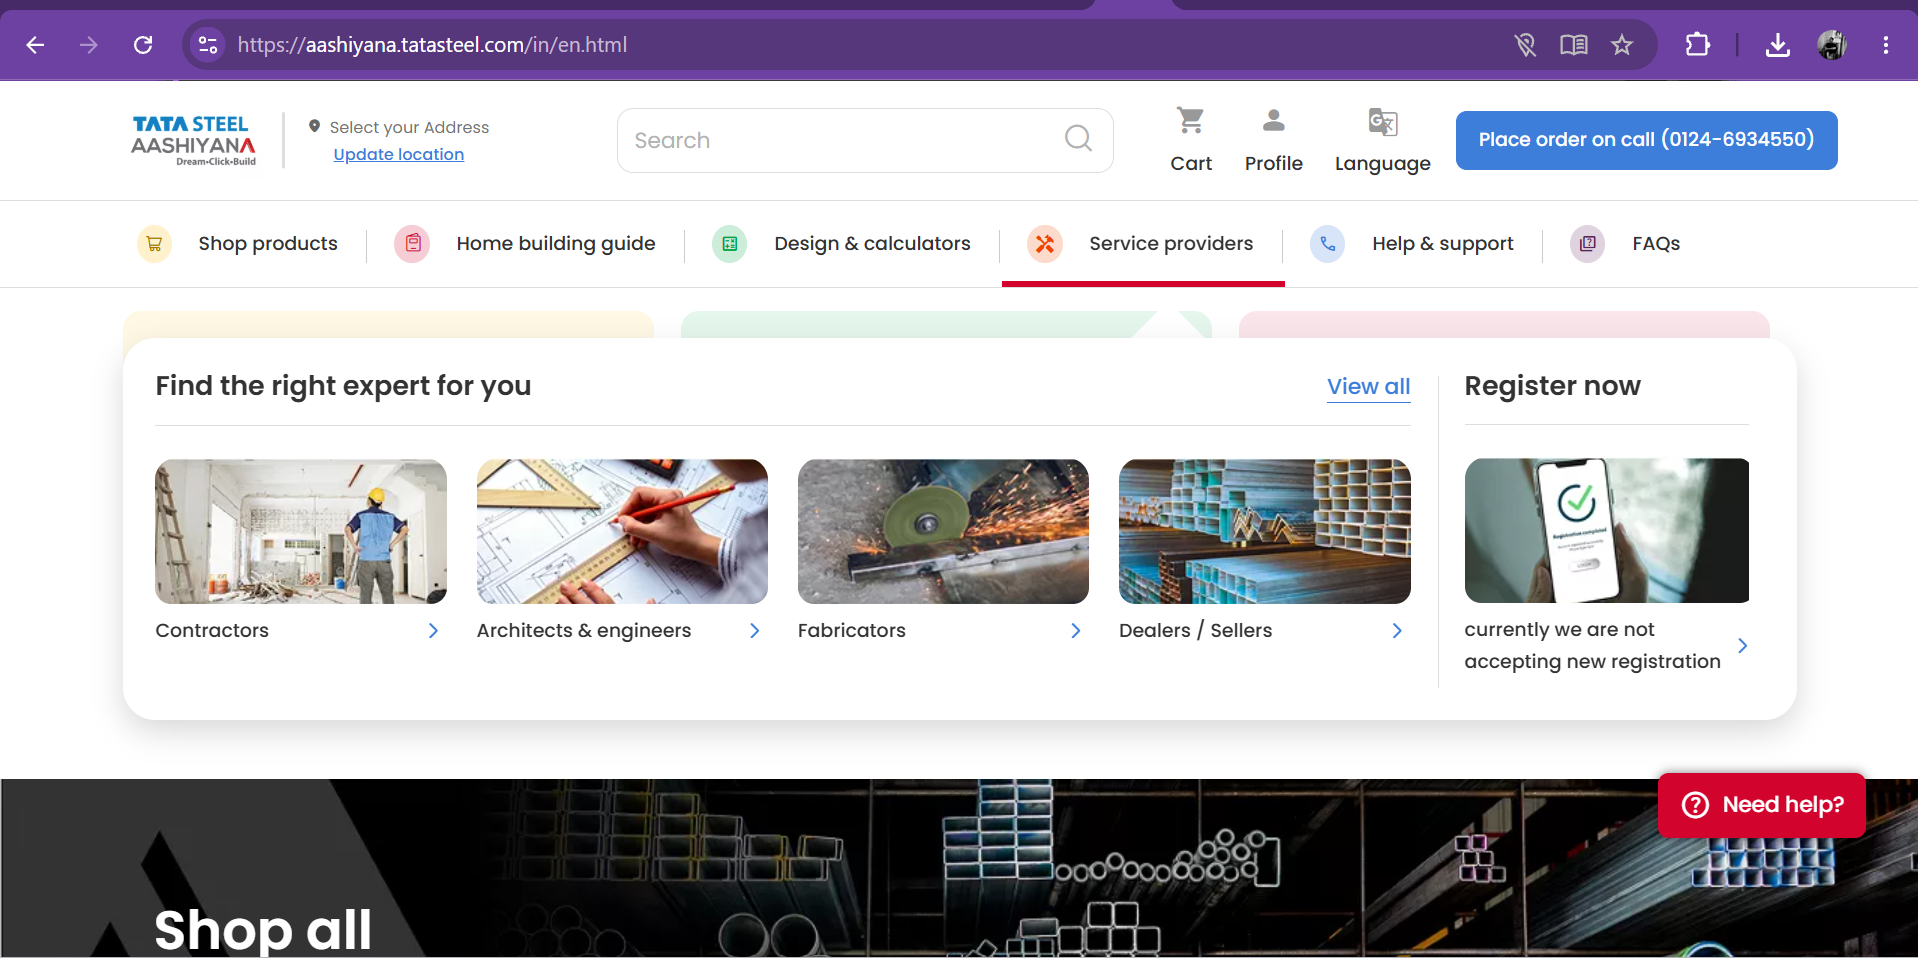 https://aashiyana.tatasteel.com/in/en.html
TATA STEEL
AASHIYANA
Dream•Click•Build
Select your Address
Update location
Search
Cart
Profile
Language
Place order on call (0124-6934550)
Shop products
Home building guide
Design & calculators
Service providers
Help & support
FAQs
Find the right expert for you
View all
Register now
Contractors
Architects & engineers
Fabricators
Dealers / Sellers
Registration completed
LOGIN
currently we are not
accepting new registration
Need help?
Shop all